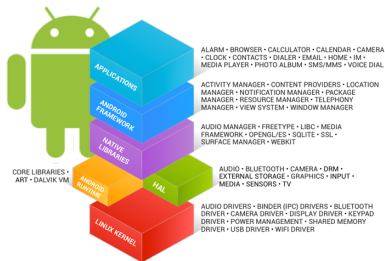 APPLICATIONS
ALARM • BROWSER • CALCULATOR • CALENDAR • CAMERA
• CLOCK • CONTACTS • DIALER • EMAIL • HOME • IM •
MEDIA PLAYER • PHOTO ALBUM • SMS/MMS • VOICE DIAL
ANDROID
FRAMEWORK
ACTIVITY MANAGER • CONTENT PROVIDERS • LOCATION
MANAGER • NOTIFICATION MANAGER • PACKAGE
MANAGER • RESOURCE MANAGER • TELEPHONY
MANAGER • VIEW SYSTEM • WINDOW MANAGER
NATIVE
LIBRARIES
AUDIO MANAGER • FREETYPE • LIBC • MEDIA
FRAMEWORK • OPENGL/ES • SQLITE • SSL •
SURFACE MANAGER • WEBKIT
CORE LIBRARIES •
ART • DALVIK VM
ANDROID
RUNTIME
HAL
AUDIO • BLUETOOTH • CAMERA • DRM •
EXTERNAL STORAGE • GRAPHICS • INPUT •
MEDIA • SENSORS • TV
LINUX KERNEL
AUDIO DRIVERS • BINDER (IPC) DRIVERS • BLUETOOTH
DRIVER • CAMERA DRIVER • DISPLAY DRIVER • KEYPAD
DRIVER • POWER MANAGEMENT • SHARED MEMORY
DRIVER • USB DRIVER • WIFI DRIVER